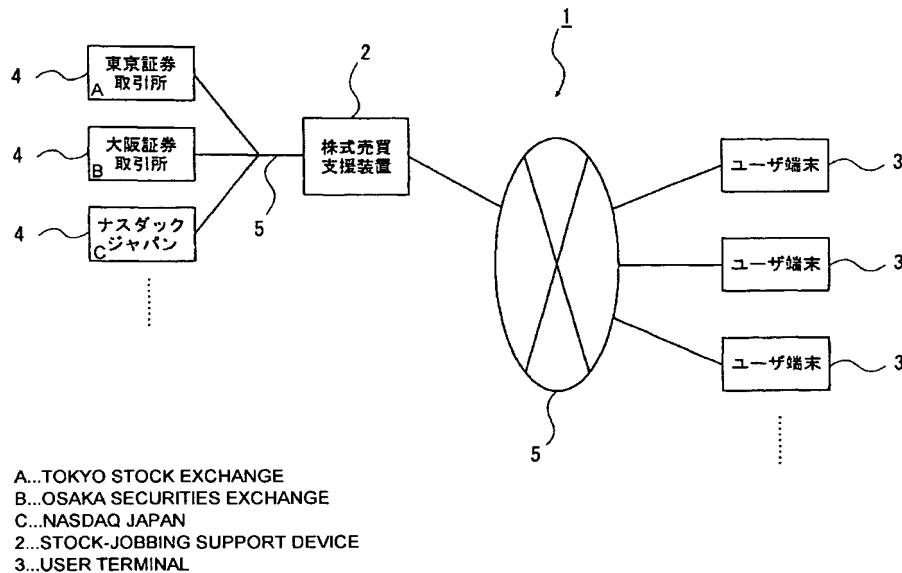 1
2
4
東京証券
取引所
A
4
大阪証券
取引所
B
4
ナスダック
ジャパン
C
5
株式売買
支援装置
ユーザ端末
3
ユーザ端末
3
ユーザ端末
3
5
A...TOKYO STOCK EXCHANGE
B...OSAKA SECURITIES EXCHANGE
C...NASDAQ JAPAN
2...STOCK-JOBBING SUPPORT DEVICE
3...USER TERMINAL